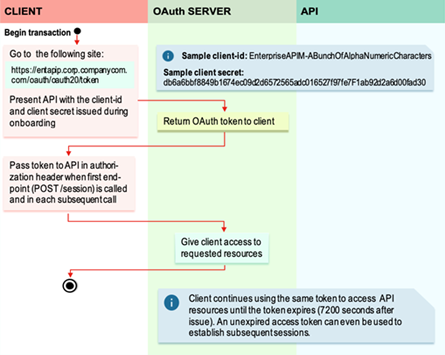 CLIENT
OAuth SERVER
API
Begin transaction
Go to the following site:
https://entapip.corp.companycom.
com/oauth/oauth20/token
Present API with the client-id
and client secret issued during
onboarding
Sample client-id: EnterpriseAPIM-ABunchOfAlphaNumericCharacters
Sample client secret:
db6a6bbf8849b1674ec09d2d6572565adc016527f97fe7F1ab92d2a6d00fad30
Return OAuth token to client
Pass token to API in author-
ization header when first end-
point (POST /session) is called
and in each subsequent call
Give client access to
requested resources
Client continues using the same token to access API
resources until the token expires (7200 seconds after
issue). An unexpired access token can even be used to
establish subsequent sessions.